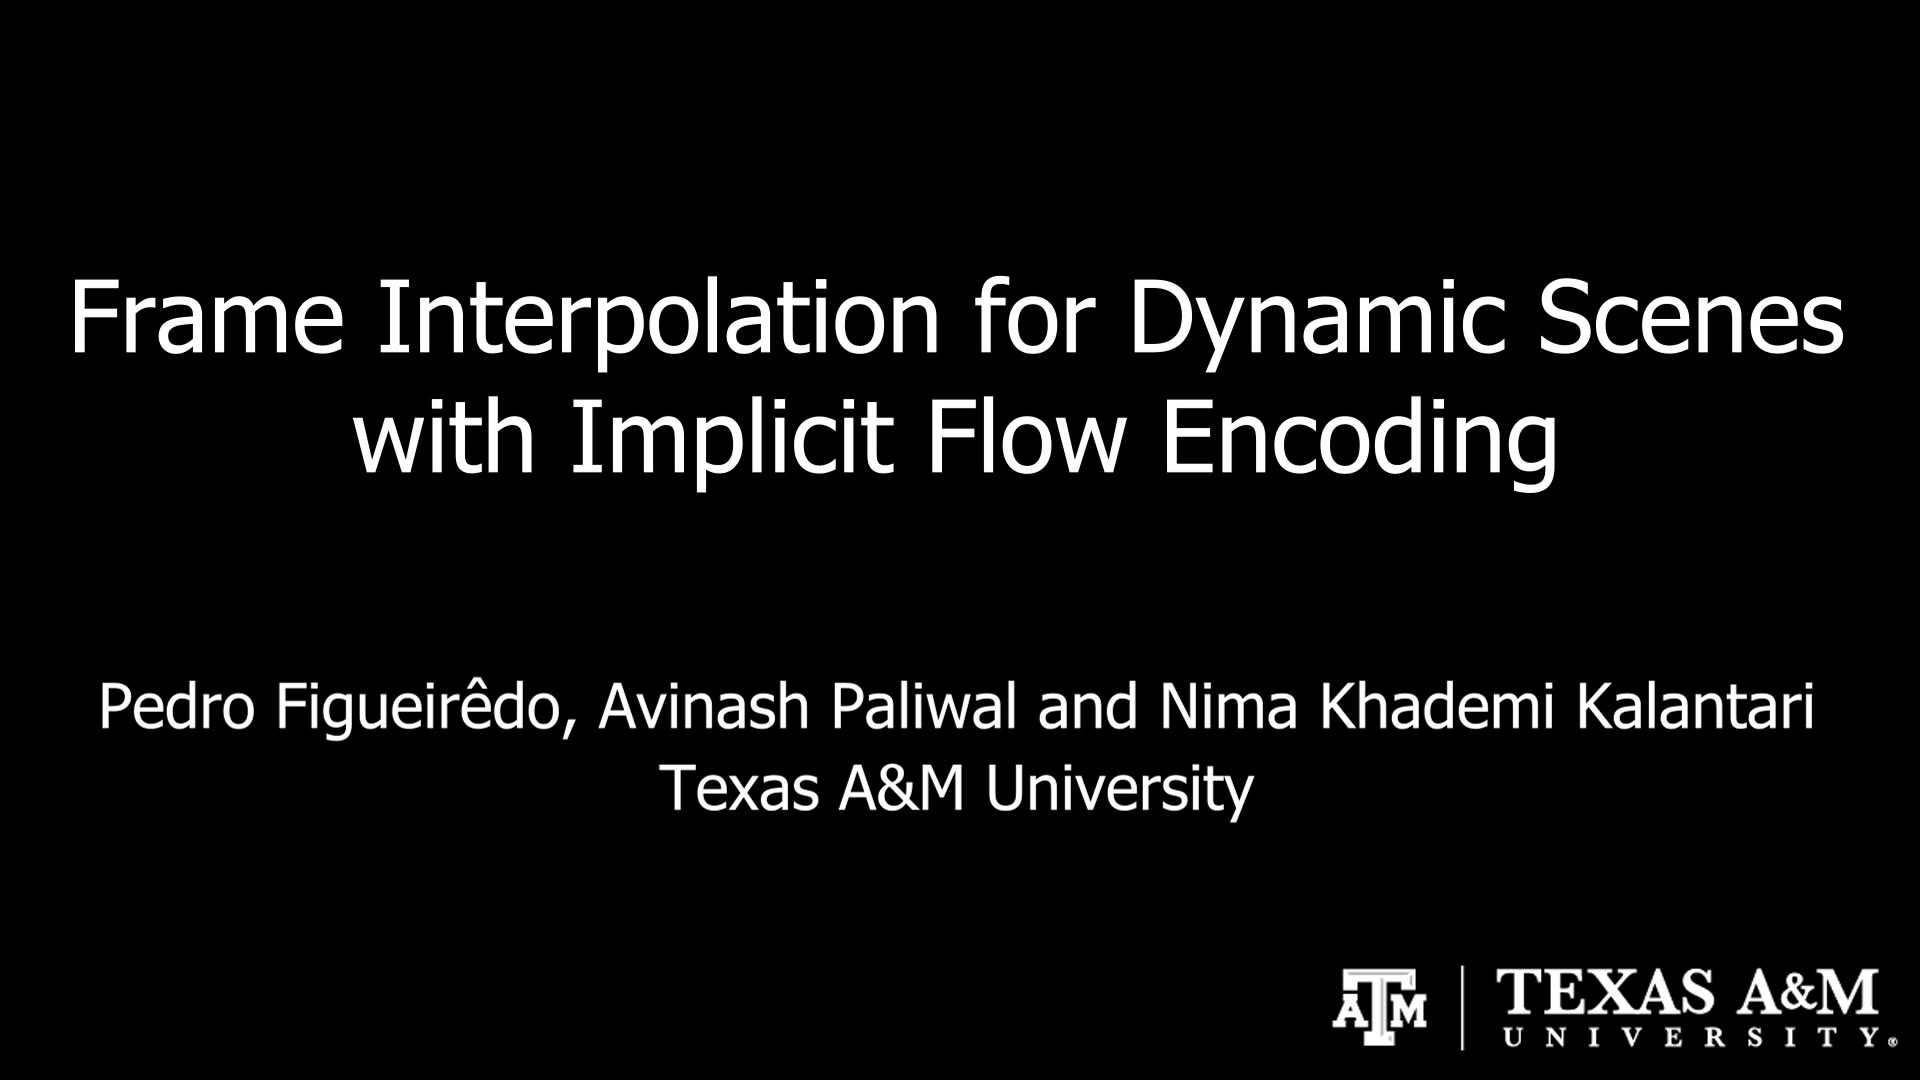 Frame Interpolation for Dynamic Scenes
with Implicit Flow Encoding
Pedro Figueirêdo, Avinash Paliwal and Nima Khademi Kalantari
Texas A&M University
ATM
TEXAS A&M
UNIVERSITY®